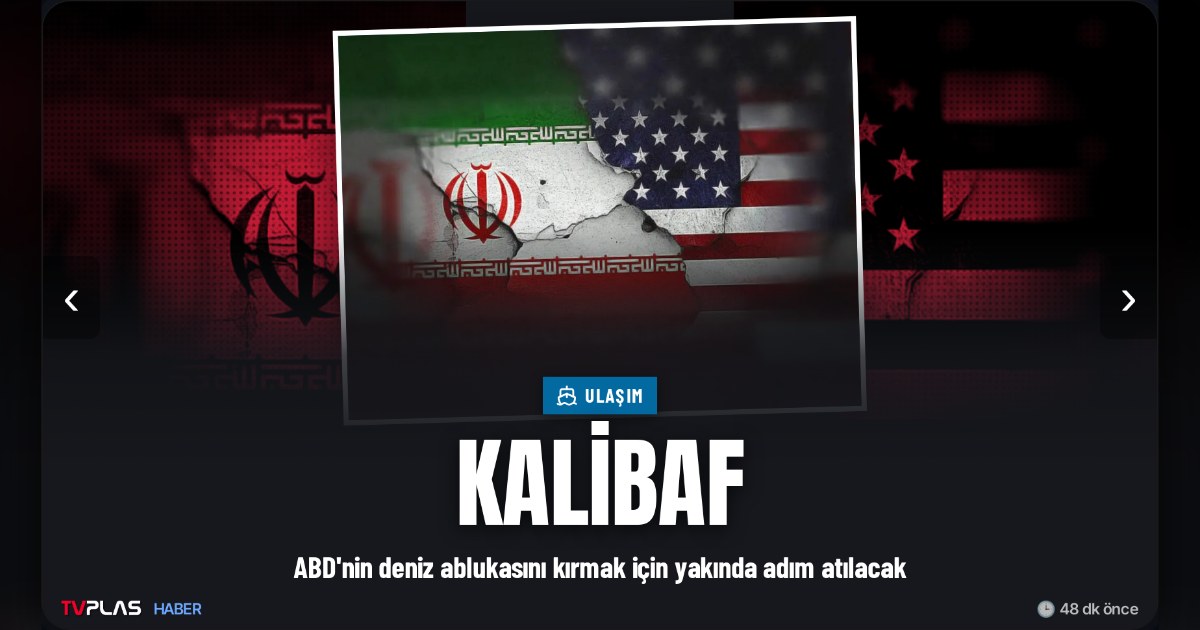 ULAŞIM
KALİBAF
ABD'nin deniz ablukasını kırmak için yakında adım atılacak
TVPLAS HABER
48 dk önce